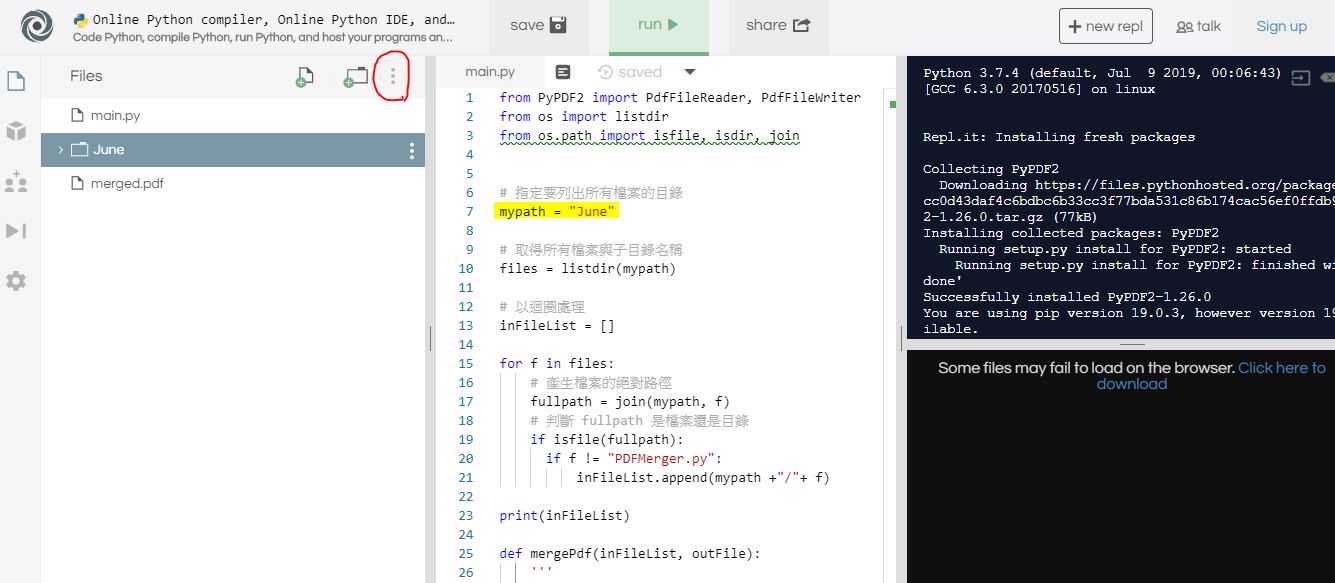 Online Python compiler, Online Python IDE, and...
Code Python, compile Python, run Python, and host your programs an...
save
run
share
+ new repl
talk
Sign up
Files
main.py
June
merged.pdf
main.py
saved
1 from PyPDF2 import PdfFileReader, PdfFileWriter
2 from os import listdir
3 from os.path import isfile, isdir, join
4
5
6 # 指定要列出所有檔案的目錄
7 mypath = "June"
8
9 # 取得所有檔案與子目錄名稱
10 files = listdir(mypath)
11
12 # 以迴圈處理
13 inFileList = []
14
15 for f in files:
16 # 產生檔案的絕對路徑
17 fullpath = join(mypath, f)
18 # 判斷 fullpath 是檔案還是目錄
19 if isfile(fullpath):
20 if f != "PDFMerger.py":
21 inFileList.append(mypath +"/"+ f)
22
23 print(inFileList)
24
25 def mergePdf(inFileList, outFile):
26 '''
Python 3.7.4 (default, Jul 9 2019, 00:06:43)
[GCC 6.3.0 20170516] on linux
Repl.it: Installing fresh packages
Collecting PyPDF2
Downloading https://files.pythonhosted.org/package
cc0d43daf4c6bdbc6b33cc3f77bda531c86b174cac56ef0ffdb9
2-1.26.0.tar.gz (77kB)
Installing collected packages: PyPDF2
Running setup.py install for PyPDF2: started
Running setup.py install for PyPDF2: finished wi
done'
Successfully installed PyPDF2-1.26.0
You are using pip version 19.0.3, however version 19
ilable.
Some files may fail to load on the browser. Click here to
download